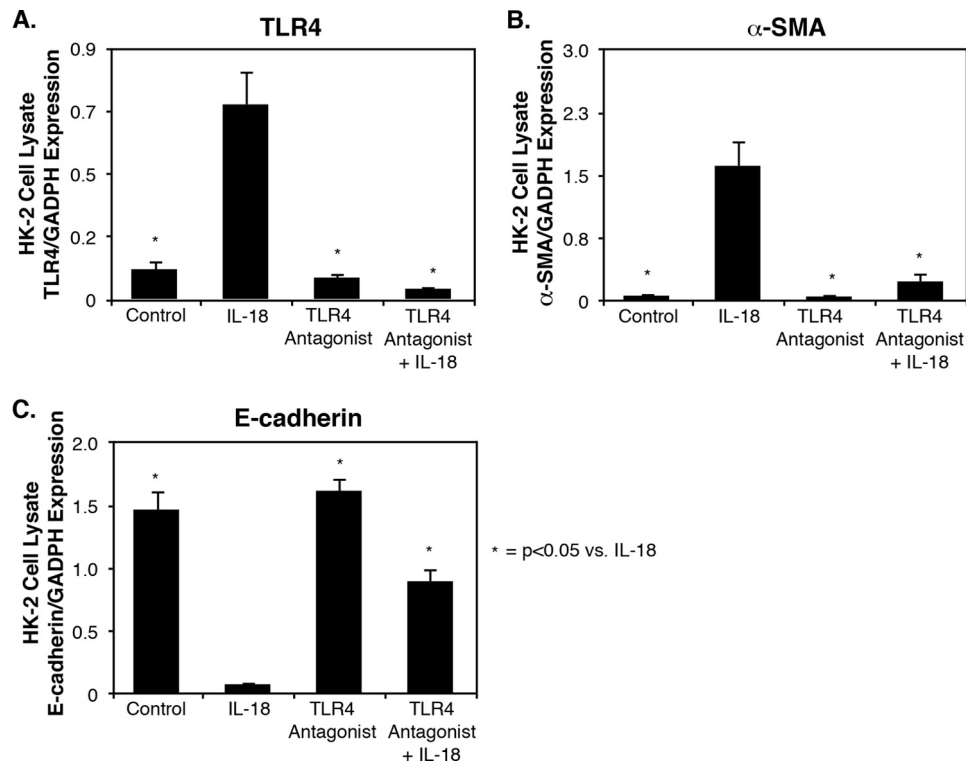 A.
TLR4
HK-2 Cell Lysate
TLR4/GADPH Expression
0.9
0.7
0.5
0.2
0
*
*
*
Control
IL-18
TLR4
Antagonist
TLR4
Antagonist
+ IL-18
B.
α-SMA
HK-2 Cell Lysate
α-SMA/GADPH Expression
3.0
2.3
1.5
0.8
0
*
*
*
Control
IL-18
TLR4
Antagonist
TLR4
Antagonist
+ IL-18
C.
E-cadherin
HK-2 Cell Lysate
E-cadherin/GADPH Expression
2.0
1.5
1.0
0.5
0
*
*
*
Control
IL-18
TLR4
Antagonist
TLR4
Antagonist
+ IL-18
* = p<0.05 vs. IL-18